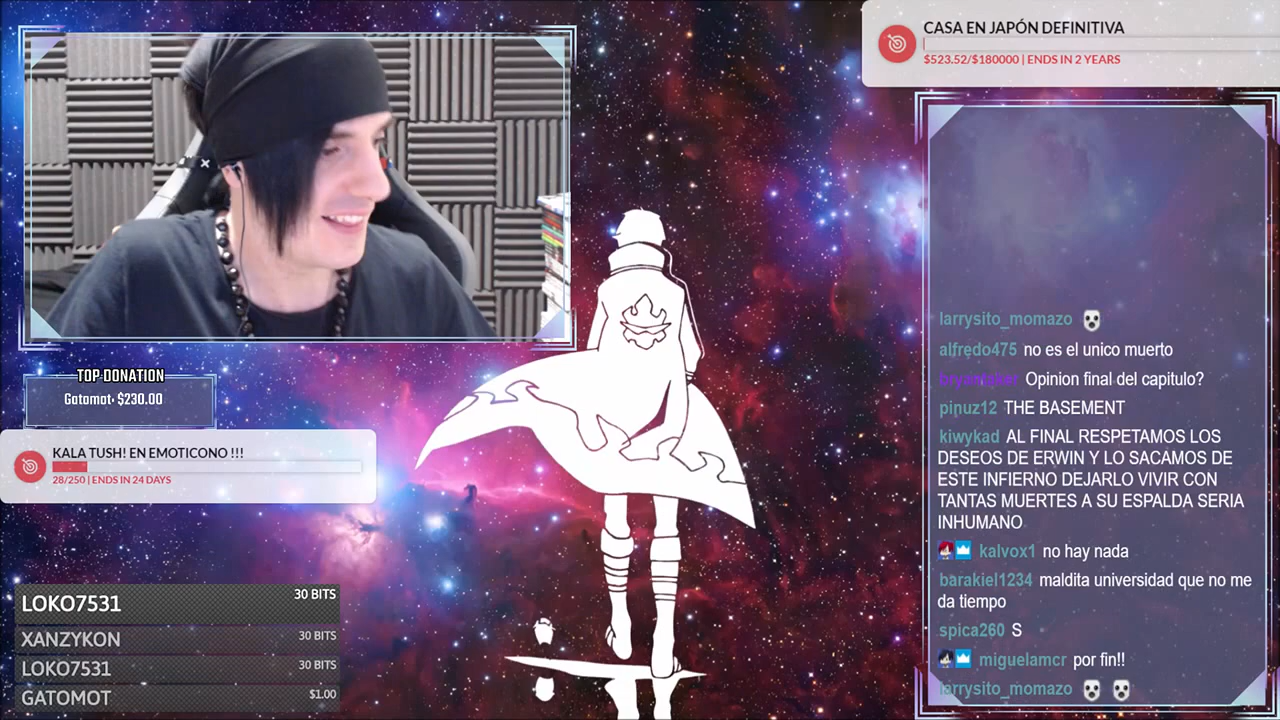 CASA EN JAPÓN DEFINITIVA
$523.52/$180000 | ENDS IN 2 YEARS
TOP DONATION
Gatomot: $230.00
KALA TUSH! EN EMOTICONO !!!
28/250 | ENDS IN 24 DAYS
LOKO7531 30 BITS
XANZYKON 30 BITS
LOKO7531 30 BITS
GATOMOT $1.00
larrysito_momazo
alfredo475 no es el unico muerto
Opinion final del capitulo?
pinuz12 THE BASEMENT
kiwykad AL FINAL RESPETAMOS LOS
DESEOS DE ERWIN Y LO SACAMOS DE
ESTE INFIERNO DEJARLO VIVIR CON
TANTAS MUERTES A SU ESPALDA SERIA
INHUMANO
kalvox1 no hay nada
barakiel1234 maldita universidad que no me
da tiempo
spica260 S
miguelamcr por fin!!
larrysito_momazo